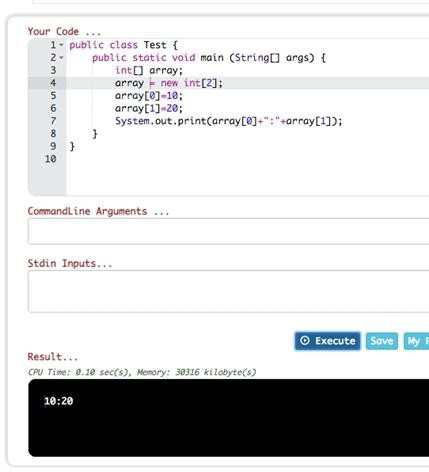 Your Code ...
1 public class Test {
2 public static void main (String[] args) {
3 int[] array;
4 array = new int[2];
5 array[0]=10;
6 array[1]=20;
7 System.out.print(array[0]+":"+array[1]);
8 }
9 }
10
CommandLine Arguments ...
Stdin Inputs...
Execute Save My
Result...
CPU Time: 0.10 sec(s), Memory: 30316 kilobyte(s)
10:20